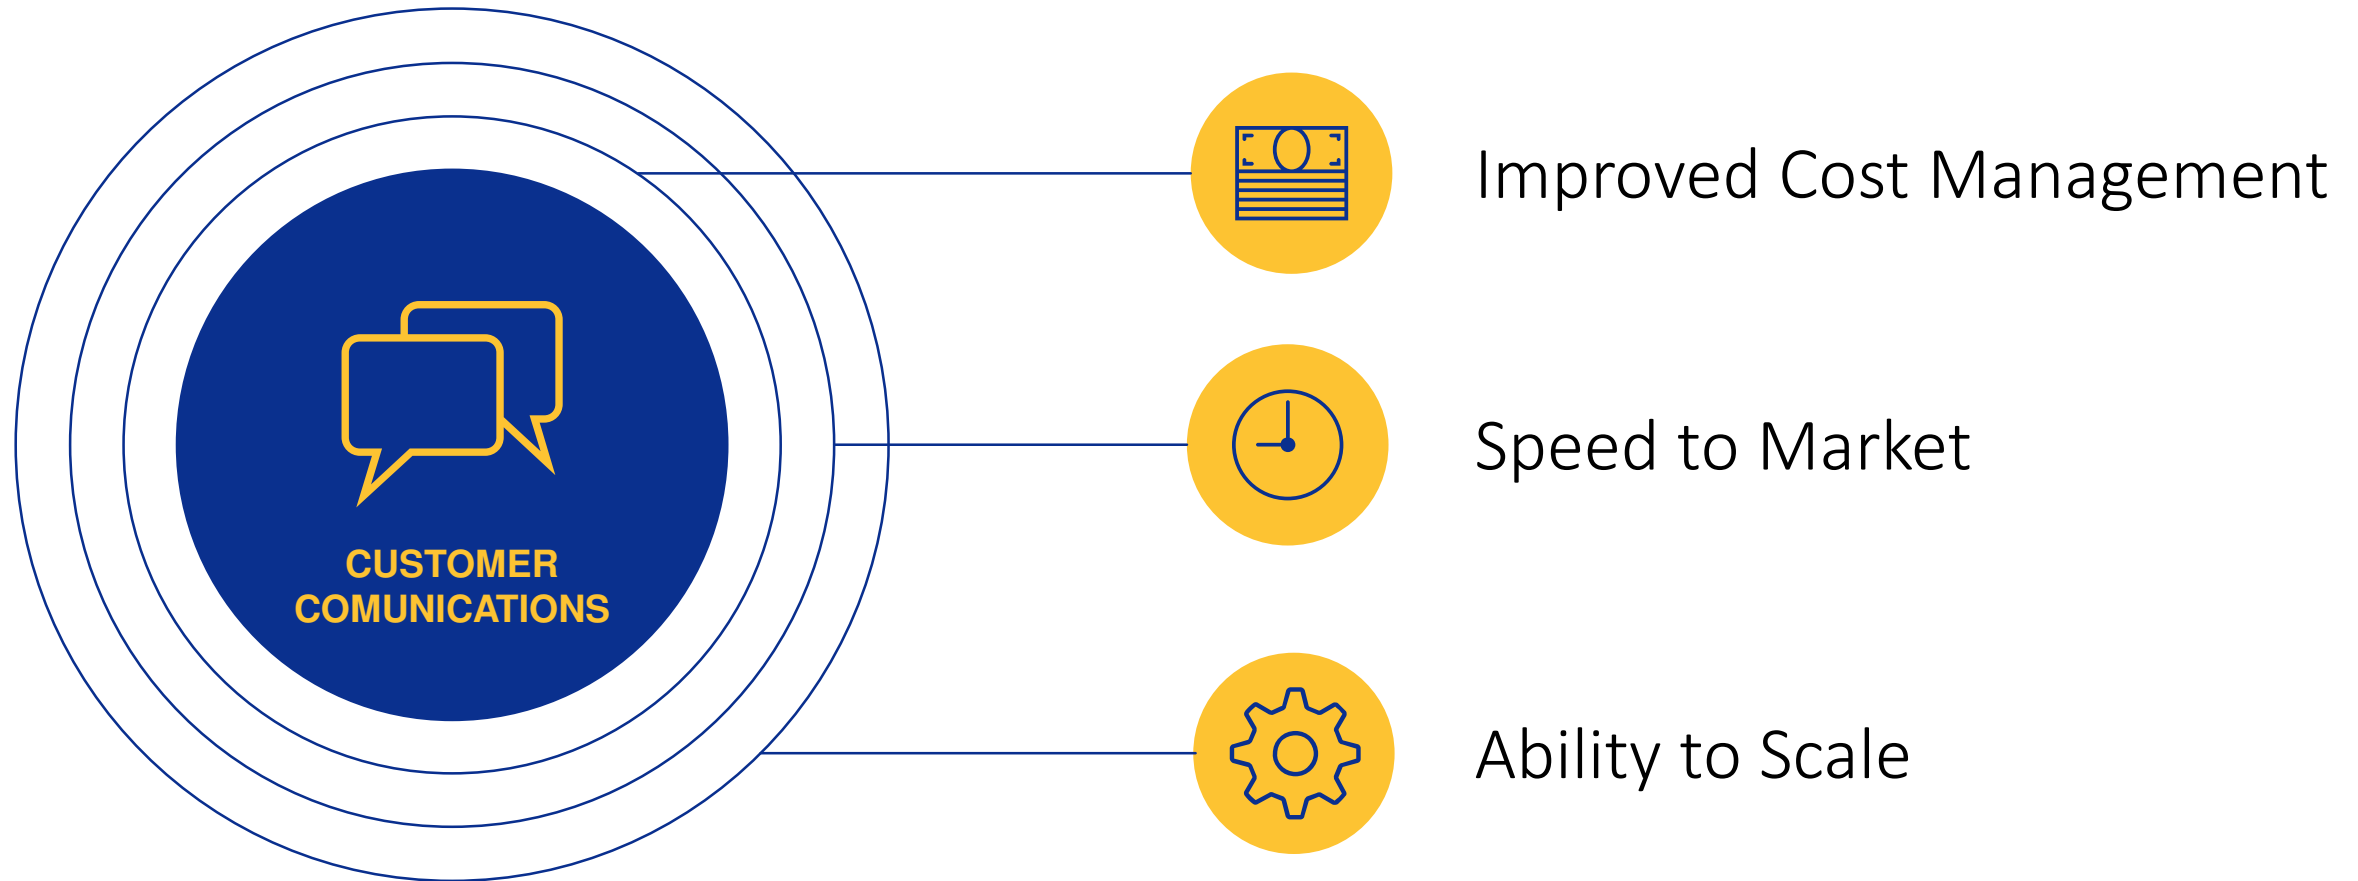 CUSTOMER
COMUNICATIONS
Improved Cost Management
Speed to Market
Ability to Scale